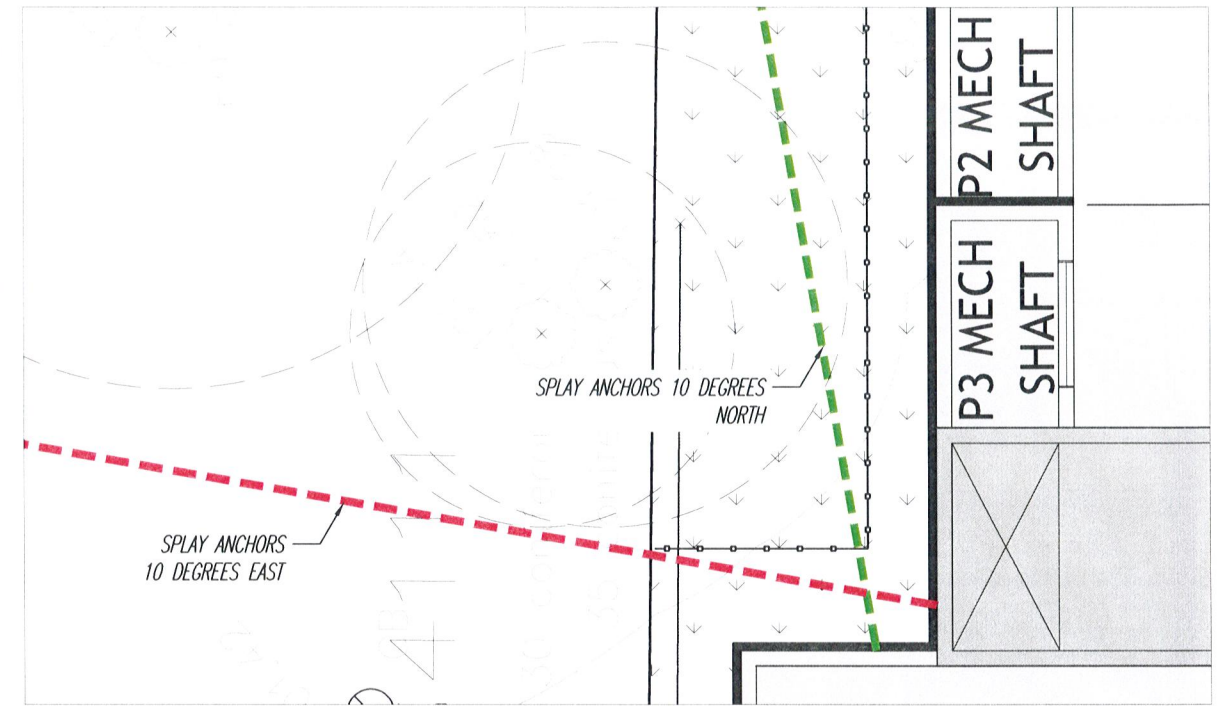 P2 MECH
SHAFT
P3 MECH
SHAFT
SPLAY ANCHORS 10 DEGREES
NORTH
SPLAY ANCHORS
10 DEGREES EAST